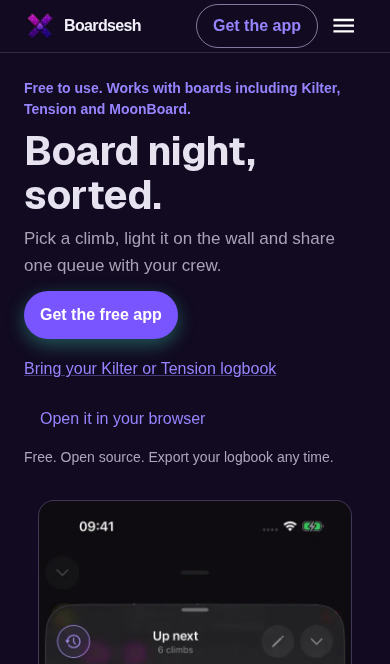 Boardsesh
Get the app
Free to use. Works with boards including Kilter,
Tension and MoonBoard.
Board night,
sorted.
Pick a climb, light it on the wall and share
one queue with your crew.
Get the free app
Bring your Kilter or Tension logbook
Open it in your browser
Free. Open source. Export your logbook any time.
09:41
Up next
6 climbs